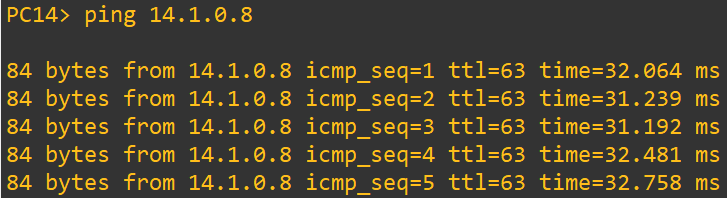 PC14> ping 14.1.0.8
84 bytes from 14.1.0.8 icmp_seq=1 ttl=63 time=32.064 ms
84 bytes from 14.1.0.8 icmp_seq=2 ttl=63 time=31.239 ms
84 bytes from 14.1.0.8 icmp_seq=3 ttl=63 time=31.192 ms
84 bytes from 14.1.0.8 icmp_seq=4 ttl=63 time=32.481 ms
84 bytes from 14.1.0.8 icmp_seq=5 ttl=63 time=32.758 ms